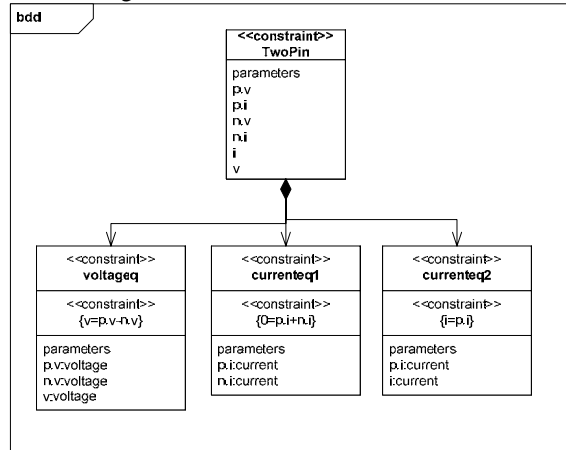 bdd
<<constraint>>
TwoPin
parameters
p.v
p.i
n.v
n.i
i
v
<<constraint>>
voltageq
<<constraint>>
{v=p.v-n.v}
parameters
p.v:voltage
n.v:voltage
v:voltage
<<constraint>>
currenteq1
<<constraint>>
{0=p.i+n.i}
parameters
p.i:current
n.i:current
<<constraint>>
currenteq2
<<constraint>>
{i=p.i}
parameters
p.i:current
i:current